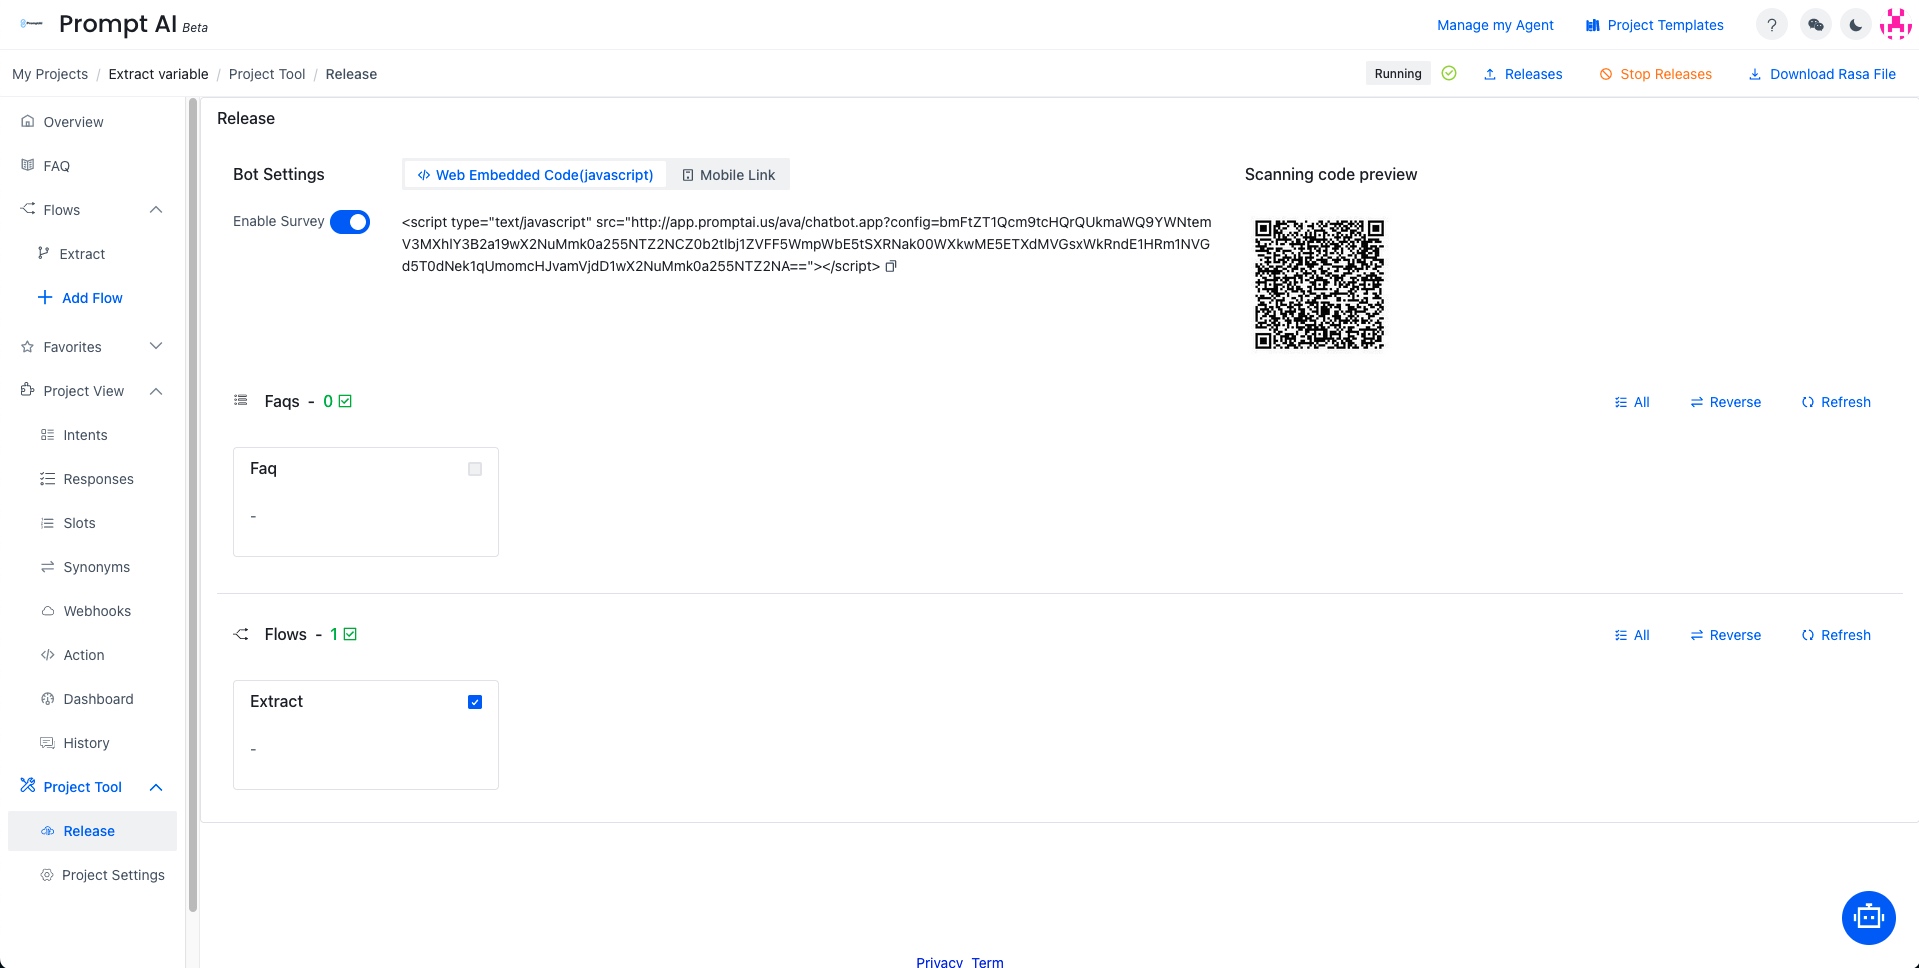 Prompt AI Beta
Manage my Agent
Project Templates
?
My Projects / Extract variable / Project Tool / Release
Running
Releases
Stop Releases
Download Rasa File
Overview
FAQ
Flows
Extract
Add Flow
Favorites
Project View
Intents
Responses
Slots
Synonyms
Webhooks
Action
Dashboard
History
Project Tool
Release
Project Settings
Release
Bot Settings
Enable Survey
</> Web Embedded Code(javascript)
Mobile Link
<script type="text/javascript" src="http://app.promptai.us/ava/chatbot.app?config=bmFtZT1Qcm9tcHQrQUkmaWQ9YWNtem
V3MXhlY3B2a19wX2NuMmk0a255NTZ2NCZ0b2tlbj1ZVFF5WmpWbE5tSXRNak00WXkwME5ETXdMVGsxWkRndE1HRm1NVG
d5T0dNek1qUmomcHJvamVjdD1wX2NuMmk0a255NTZ2NA=="></script>
Scanning code preview
Faqs - 0
All
Reverse
Refresh
Faq
-
Flows - 1
All
Reverse
Refresh
Extract
-
Privacy Term